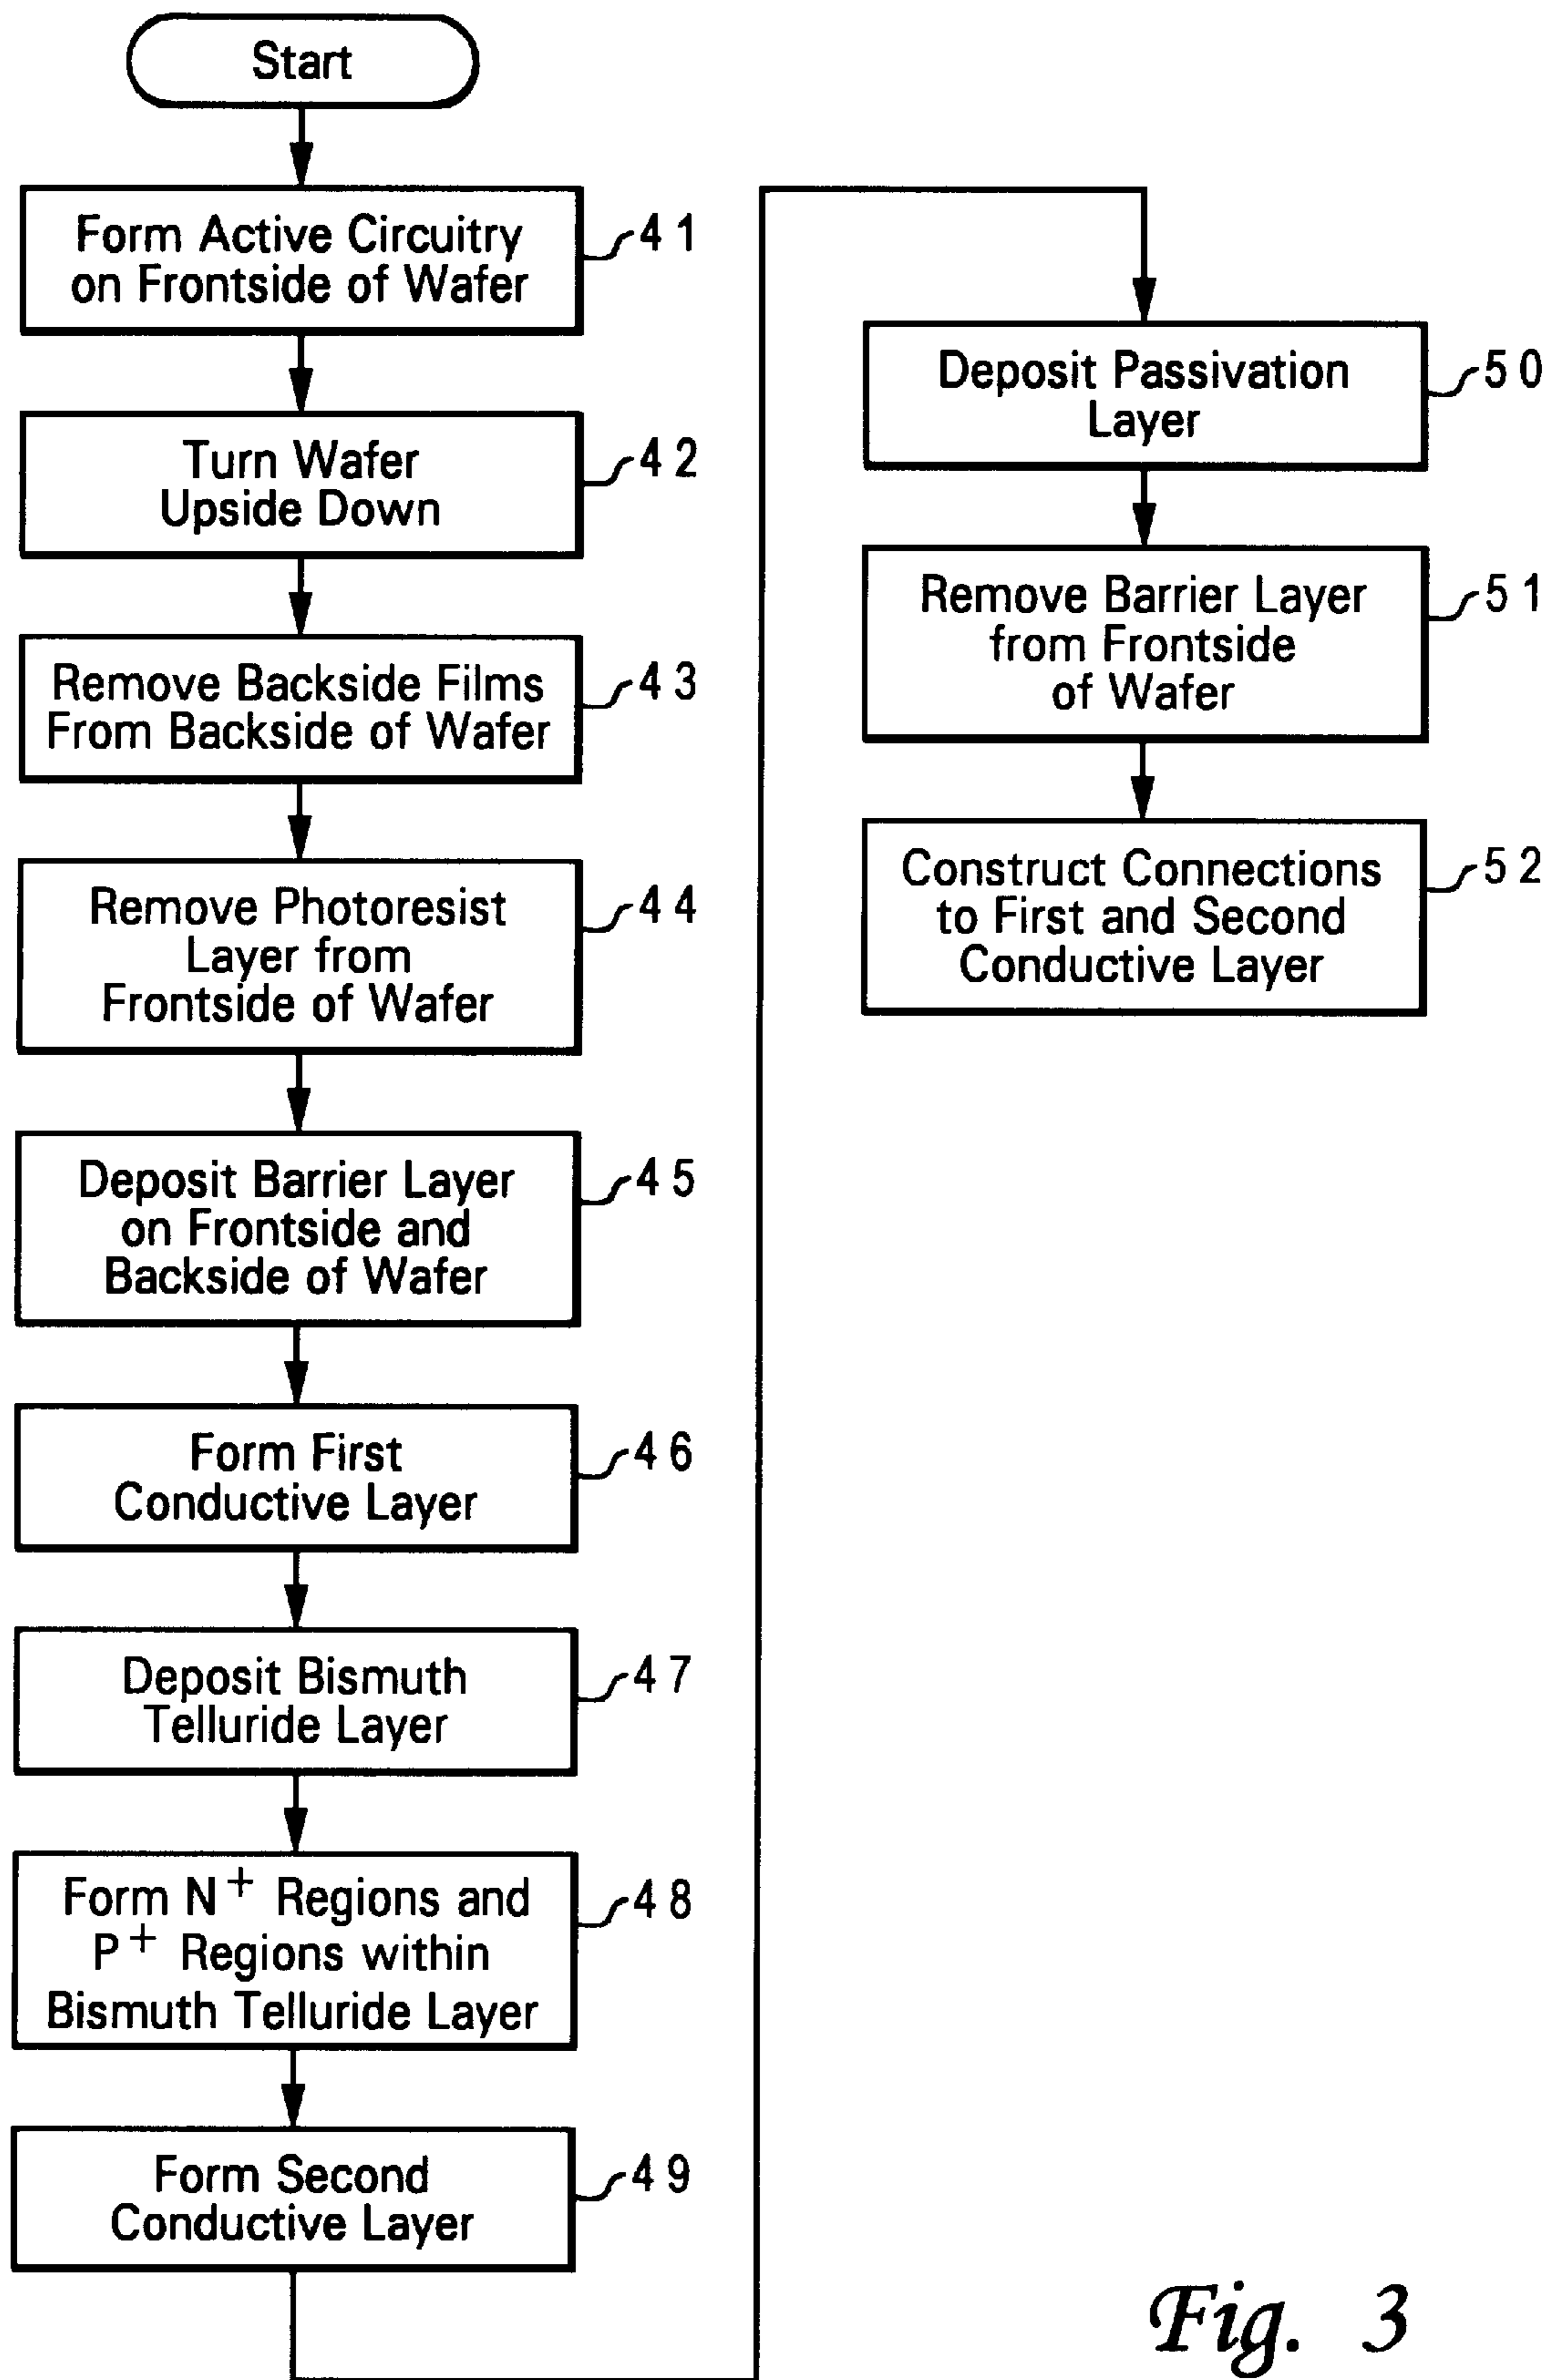 Start
Form Active Circuitry
on Frontside of Wafer
41
Turn Wafer
Upside Down
42
Remove Backside Films
From Backside of Wafer
43
Remove Photoresist
Layer from
Frontside of Wafer
44
Deposit Barrier Layer
on Frontside and
Backside of Wafer
45
Form First
Conductive Layer
46
Deposit Bismuth
Telluride Layer
47
Form N+ Regions and
P+ Regions within
Bismuth Telluride Layer
48
Form Second
Conductive Layer
49
Deposit Passivation
Layer
50
Remove Barrier Layer
from Frontside
of Wafer
51
Construct Connections
to First and Second
Conductive Layer
52
Fig. 3